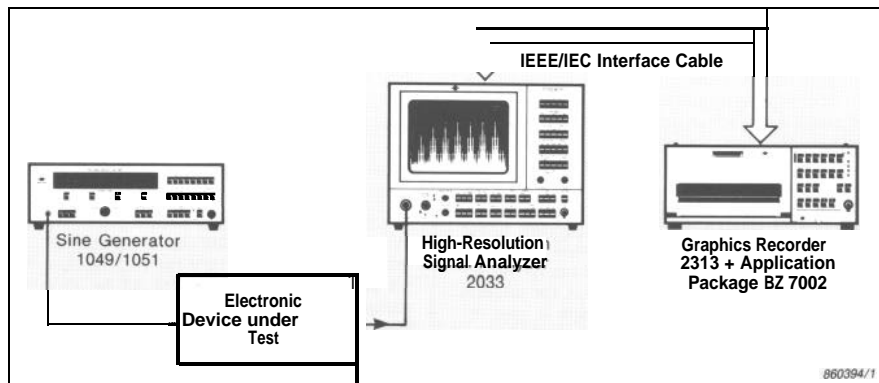 IEEE/IEC Interface Cable
Sine Generator
1049/1051
High-Resolution
Signal Analyzer
2033
Graphics Recorder
2313 + Application
Package BZ 7002
Electronic
Device under
Test
860394/1